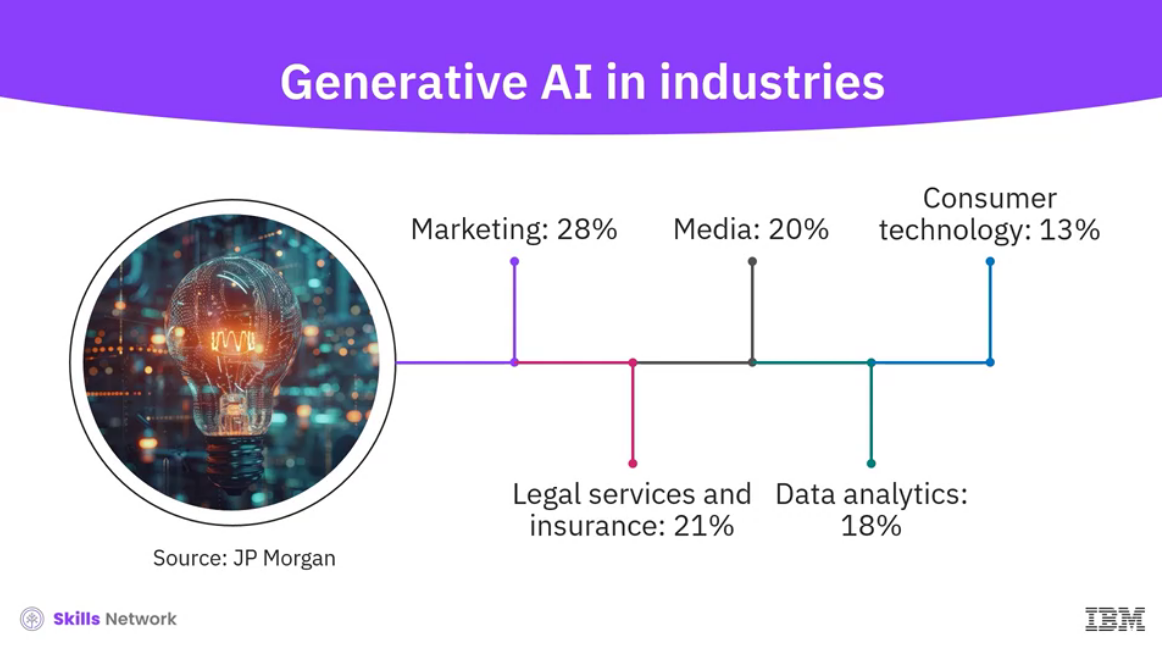 Generative AI in industries
Marketing: 28%
Media: 20%
Consumer
technology: 13%
Legal services and
insurance: 21%
Data analytics:
18%
Source: JP Morgan
Skills Network
IBM